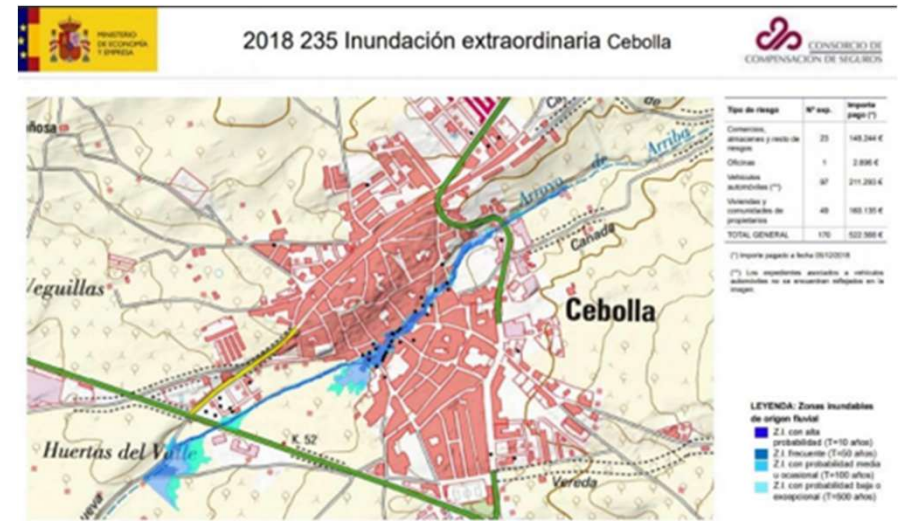 MINISTERIO
DE ECONOMÍA
Y EMPRESA
2018 235 Inundación extraordinaria Cebolla
CONSORCIO DE
COMPENSACIÓN DE SEGUROS
Tipo de riesgo Nº exp. Importe pago (*)
Comercios, almacenes y resto de riesgos 23 148.244 €
Oficinas 1 2.896 €
Vehículos automóviles (**) 97 211.293 €
Viviendas y comunidades de propietarios 49 160.135 €
TOTAL GENERAL 170
(*) Importe pagado a fecha
(**) Los expedientes asociados a vehículos
automóviles no se encuentran reflejados en la
imagen.
ñosa
Arroyo de Arriba
de
Cañada
Veguillas
Cebolla
K. 52
Huertas del Valle
Vereda
ueva
LEYENDA: Zonas inundables
de origen fluvial
Z.I. con alta
probabilidad (T=10 años)
Z.I. frecuente (T=50 años)
Z.I. con probabilidad media
u ocasional (T=100 años)
Z.I. con probabilidad baja o
excepcional (T=500 años)